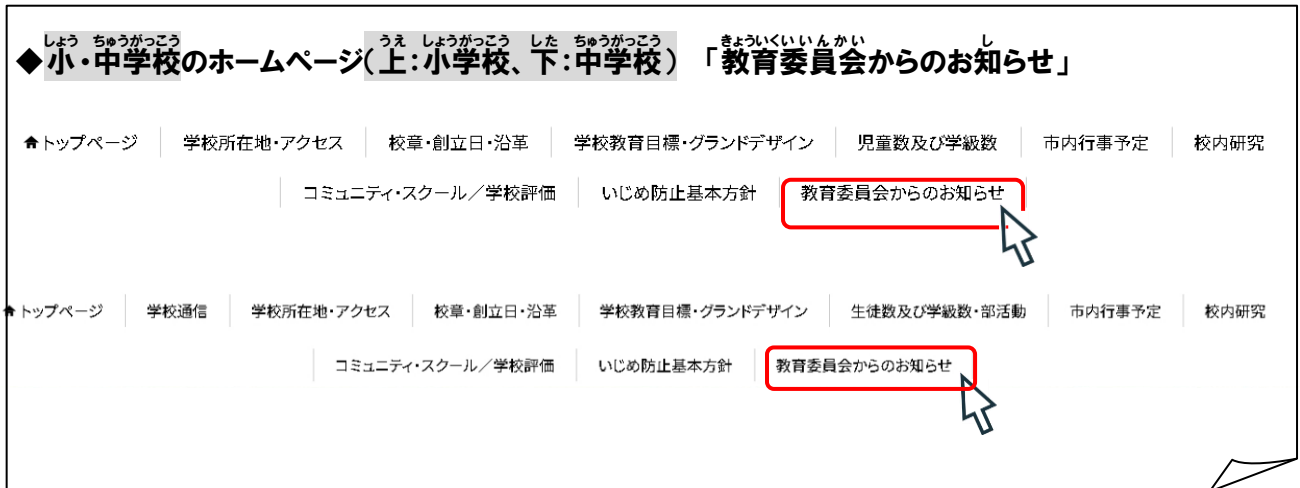 ◆小・中学校のホームページ(上:小学校、下:中学校) 「教育委員会からのお知らせ」
トップページ 学校所在地・アクセス 校章・創立日・沿革 学校教育目標・グランドデザイン 児童数及び学級数 市内行事予定 校内研究
コミュニティ・スクール／学校評価 いじめ防止基本方針 教育委員会からのお知らせ
トップページ 学校通信 学校所在地・アクセス 校章・創立日・沿革 学校教育目標・グランドデザイン 生徒数及び学級数・部活動 市内行事予定 校内研究
コミュニティ・スクール／学校評価 いじめ防止基本方針 教育委員会からのお知らせ